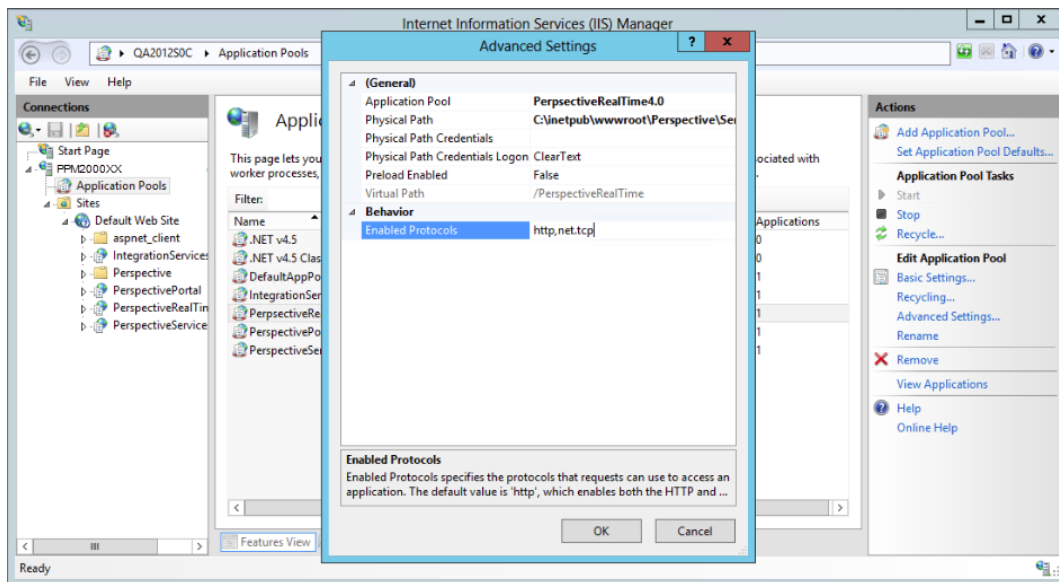 Internet Information Services (IIS) Manager
QA2012S0C
Application Pools
File View Help
Connections
Start Page
PPM2000XX
Application Pools
Sites
Default Web Site
aspnet_client
IntegrationServices
Perspective
PerspectivePortal
PerspectiveRealTim
PerspectiveService
Applic
This page lets you
worker processes,
ociated with
Filter:
Name
Applications
.NET v4.5
0
.NET v4.5 Clas
0
DefaultAppPo
1
IntegrationSer
1
PerpsectiveRe
1
PerspectivePo
1
PerspectiveSer
1
Features View
Ready
Advanced Settings
? x
(General)
Application Pool PerpsectiveRealTime4.0
Physical Path C:\inetpub\wwwroot\Perspective\Ser
Physical Path Credentials
Physical Path Credentials Logon ClearText
Preload Enabled False
Virtual Path /PerspectiveRealTime
Behavior
Enabled Protocols http,net.tcp
Enabled Protocols
Enabled Protocols specifies the protocols that requests can use to access an
application. The default value is 'http', which enables both the HTTP and ...
OK Cancel
Actions
Add Application Pool...
Set Application Pool Defaults...
Application Pool Tasks
Start
Stop
Recycle...
Edit Application Pool
Basic Settings...
Recycling...
Advanced Settings...
Rename
Remove
View Applications
Help
Online Help